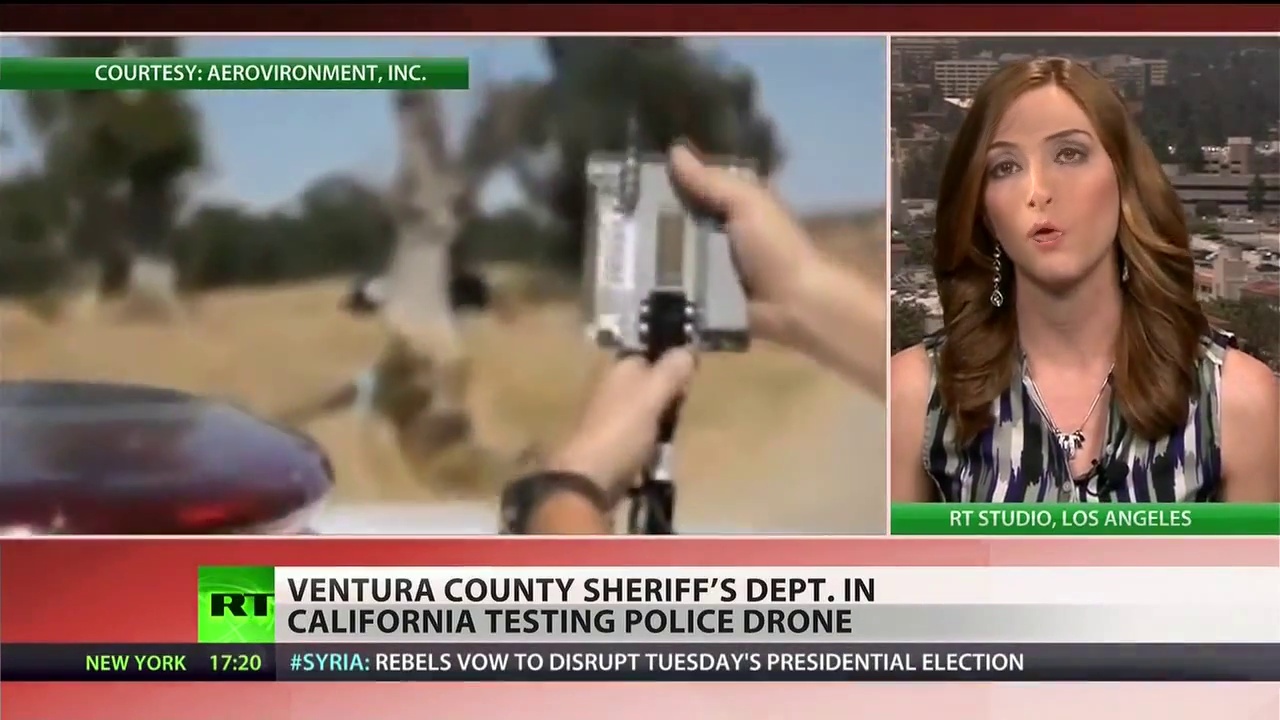 COURTESY: AEROVIRONMENT, INC.
RT STUDIO, LOS ANGELES
RT
VENTURA COUNTY SHERIFF'S DEPT. IN
CALIFORNIA TESTING POLICE DRONE
NEW YORK 17:20 #SYRIA: REBELS VOW TO DISRUPT TUESDAY'S PRESIDENTIAL ELECTION